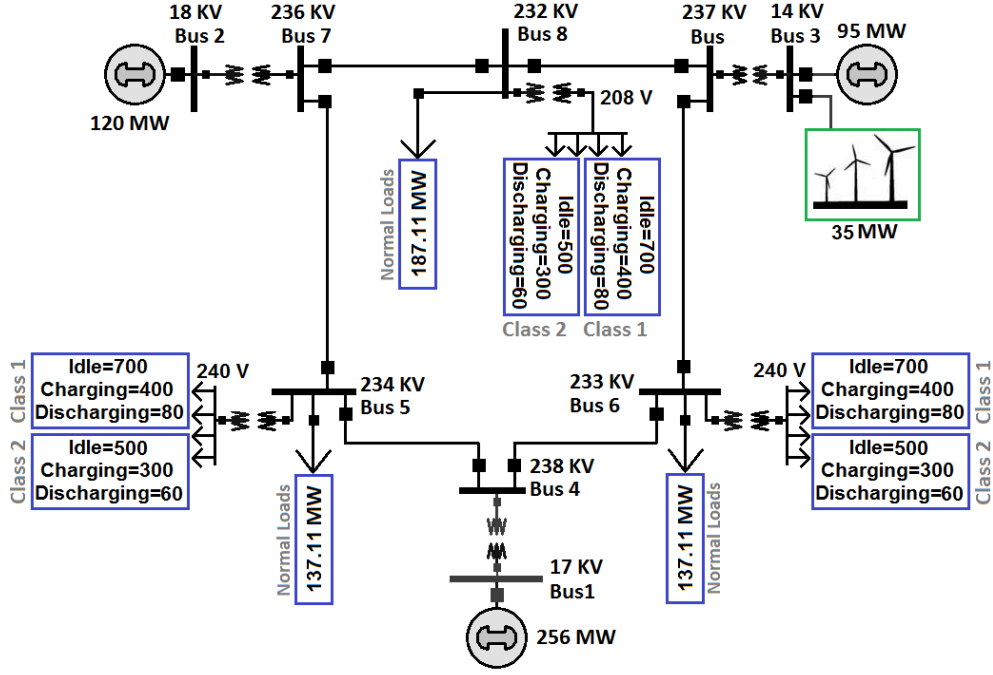 18 KV
Bus 2
236 KV
Bus 7
232 KV
Bus 8
237 KV
Bus
14 KV
Bus 3
95 MW
120 MW
208 V
35 MW
Normal Loads
187.11 MW
Idle=500
Charging=300
Discharging=60
Class 2
Idle=700
Charging=400
Discharging=80
Class 1
Class 1
Idle=700
Charging=400
Discharging=80
Class 2
Idle=500
Charging=300
Discharging=60
240 V
234 KV
Bus 5
Normal Loads
137.11 MW
233 KV
Bus 6
240 V
Idle=700
Charging=400
Discharging=80
Class 1
Idle=500
Charging=300
Discharging=60
Class 2
137.11 MW
Normal Loads
238 KV
Bus 4
17 KV
Bus1
256 MW